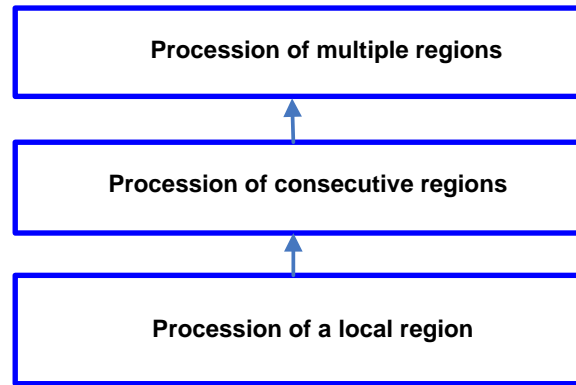 Procession of multiple regions
Procession of consecutive regions
Procession of a local region